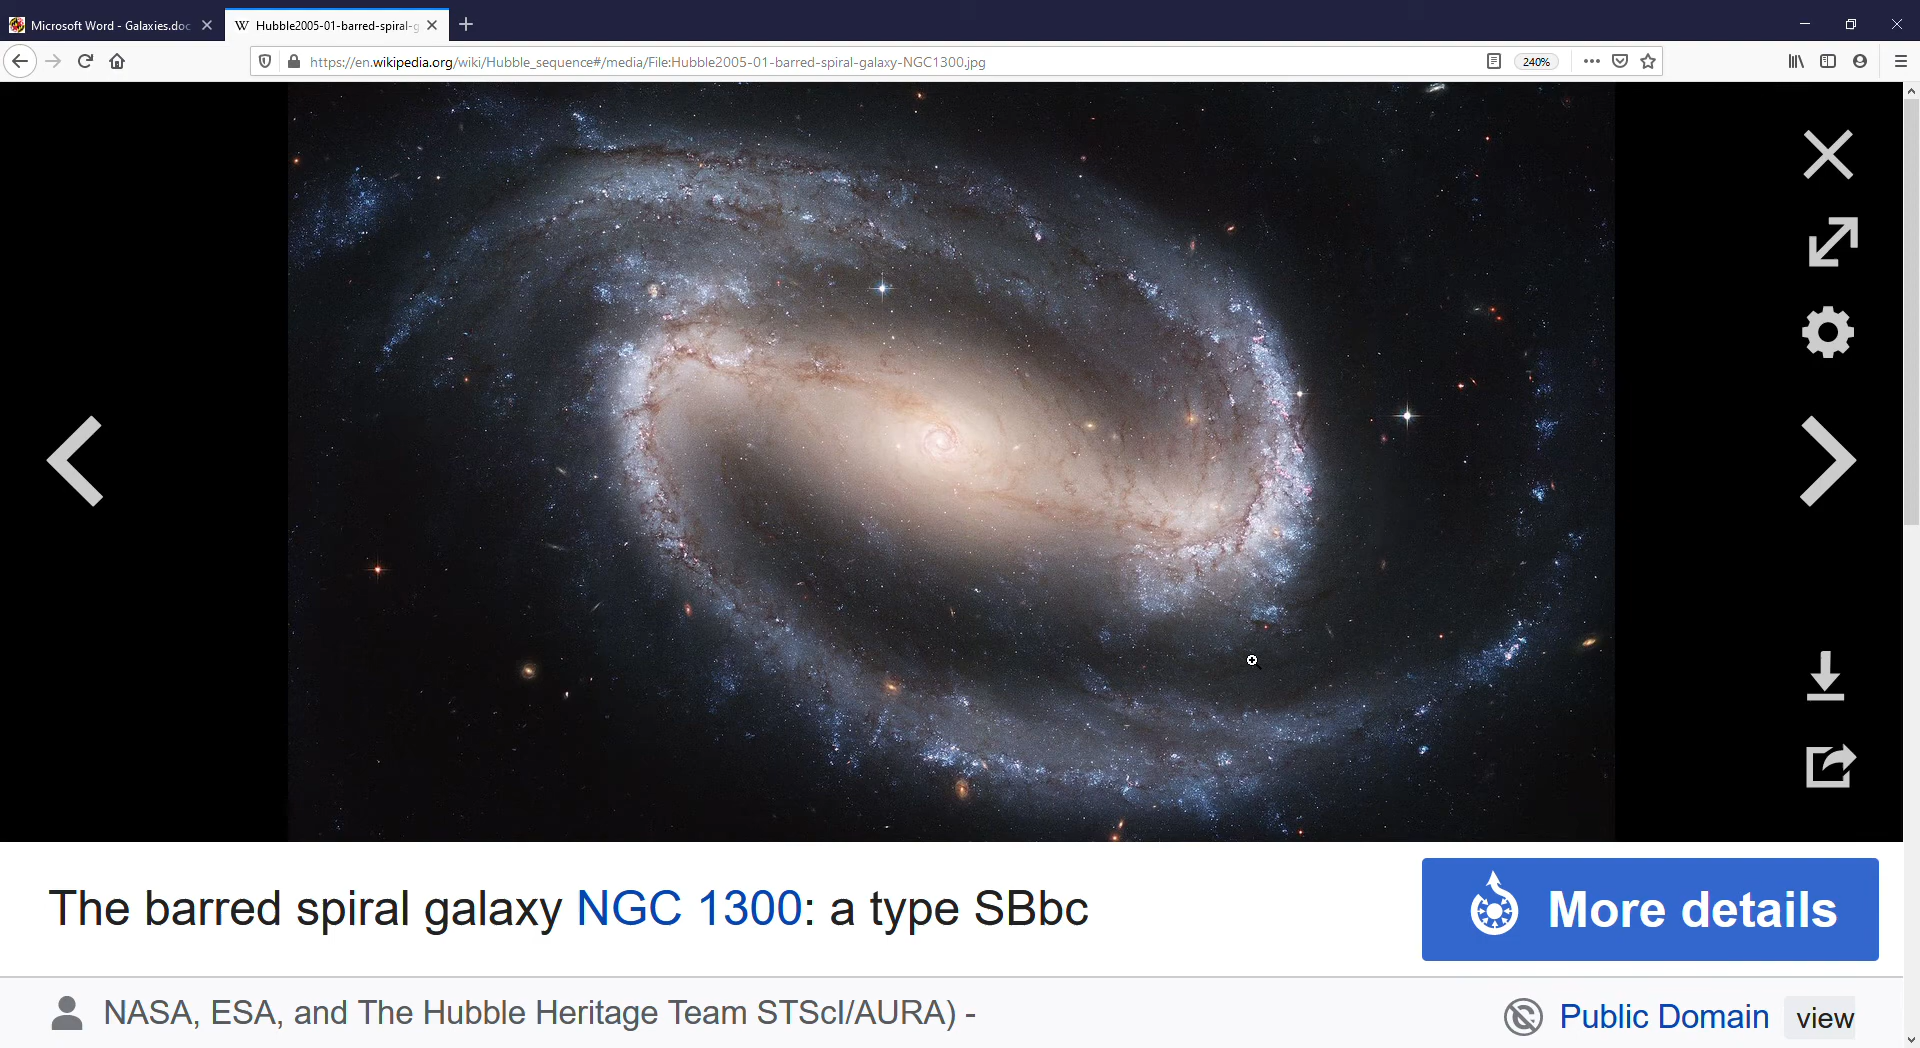 Microsoft Word - Galaxies.doc
Hubble2005-01-barred-spiral-g
https://en.wikipedia.org/wiki/Hubble_sequence#/media/File:Hubble2005-01-barred-spiral-galaxy-NGC1300.jpg
240%
The barred spiral galaxy NGC 1300: a type SBbc
More details
NASA, ESA, and The Hubble Heritage Team STScI/AURA) -
Public Domain
view